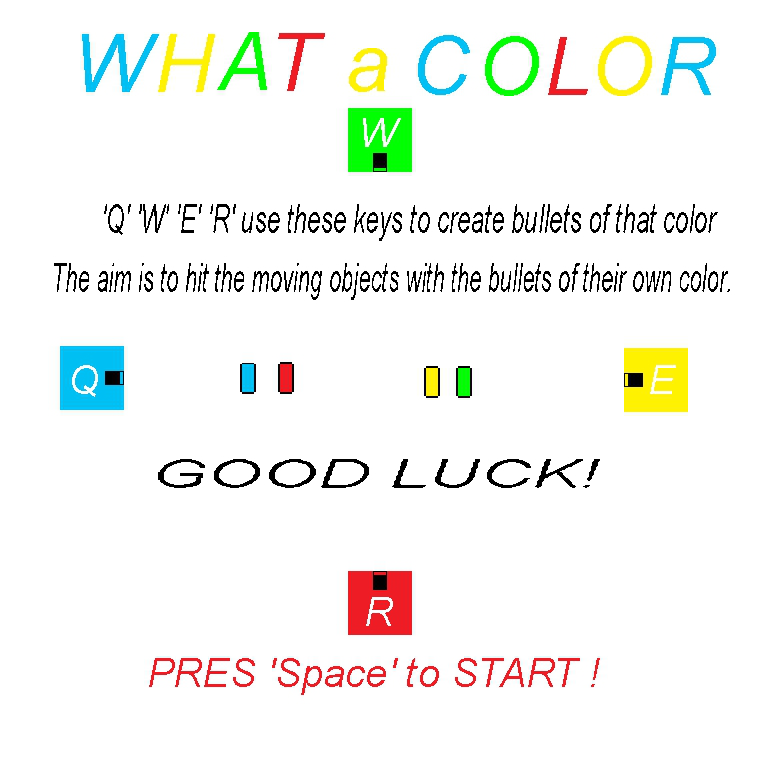 WHAT a COLOR
W
'Q' 'W' 'E' 'R' use these keys to create bullets of that color
The aim is to hit the moving objects with the bullets of their own color.
Q E
GOOD LUCK!
R
PRES 'Space' to START !